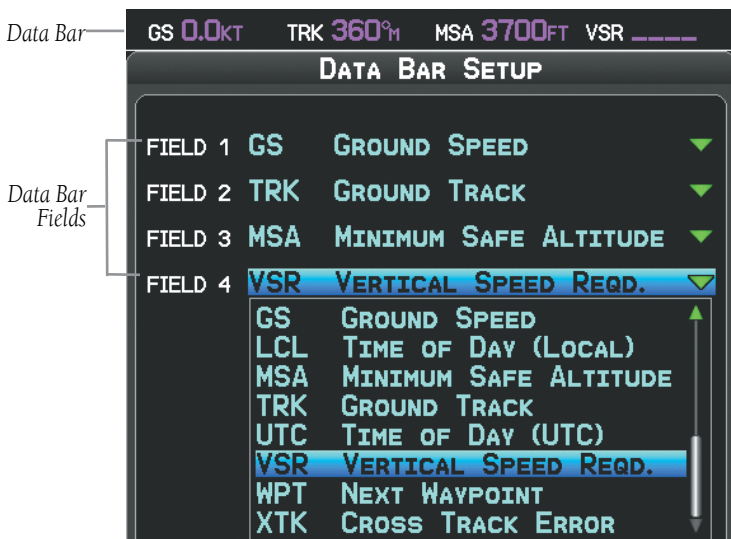 Data Bar
GS 0.0KT TRK 360°M MSA 3700FT VSR ____
DATA BAR SETUP
Data Bar
Fields
FIELD 1 GS GROUND SPEED
FIELD 2 TRK GROUND TRACK
FIELD 3 MSA MINIMUM SAFE ALTITUDE
FIELD 4 VSR VERTICAL SPEED REQD.
GS GROUND SPEED
LCL TIME OF DAY (LOCAL)
MSA MINIMUM SAFE ALTITUDE
TRK GROUND TRACK
UTC TIME OF DAY (UTC)
VSR VERTICAL SPEED REQD.
WPT NEXT WAYPOINT
XTK CROSS TRACK ERROR